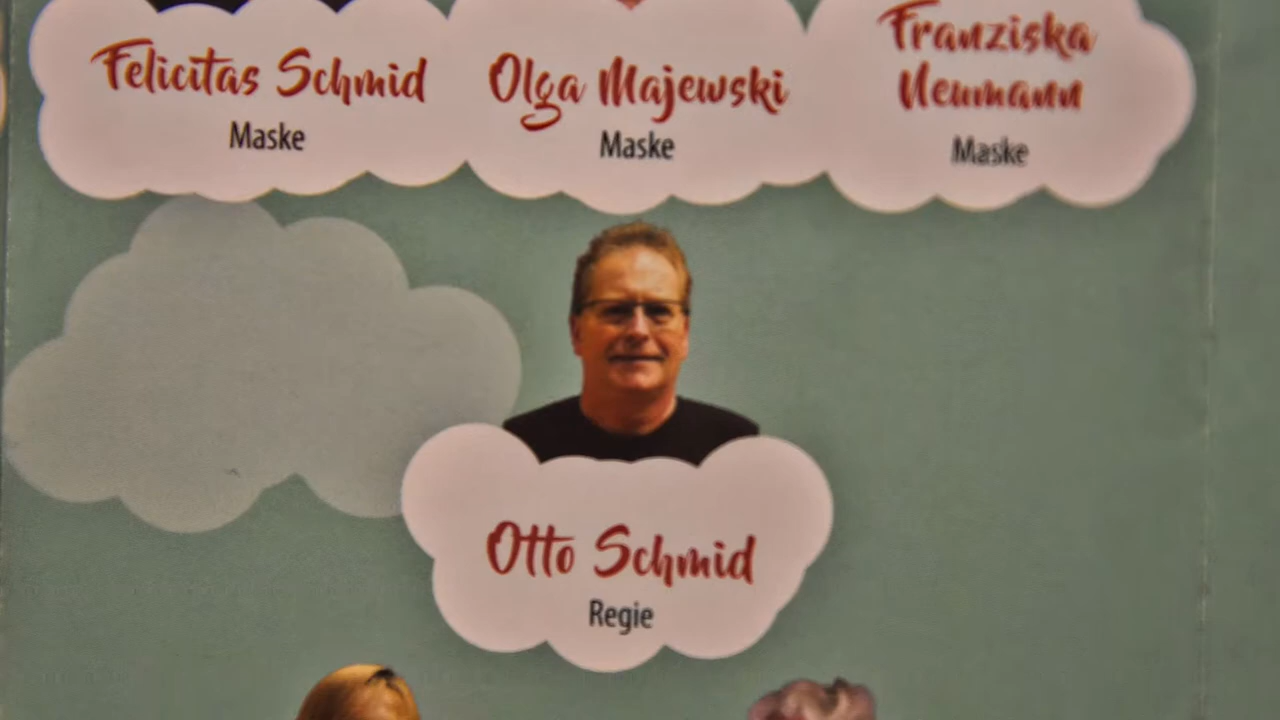 Felicitas Schmid
Maske
Olga Majewski
Maske
Franziska
Neumann
Maske
Otto Schmid
Regie